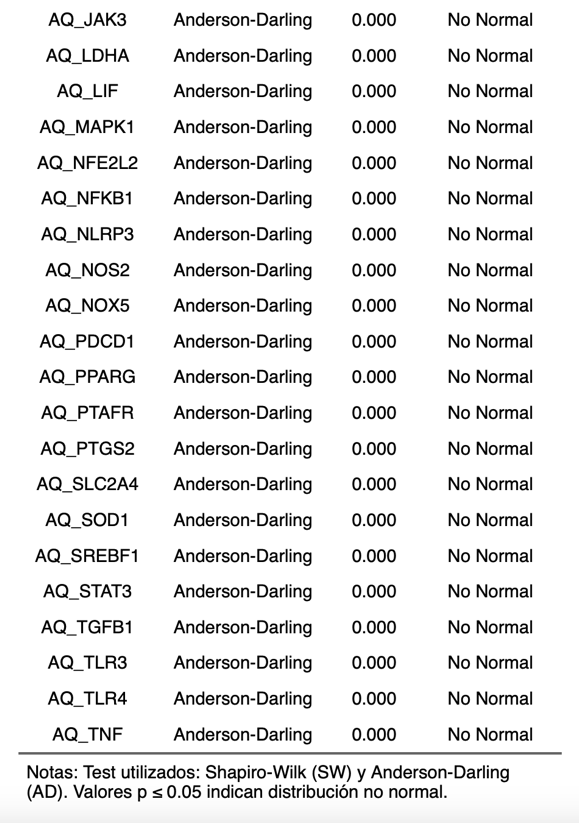 AQ_JAK3 Anderson-Darling 0.000 No Normal
AQ_LDHA Anderson-Darling 0.000 No Normal
AQ_LIF Anderson-Darling 0.000 No Normal
AQ_MAPK1 Anderson-Darling 0.000 No Normal
AQ_NFE2L2 Anderson-Darling 0.000 No Normal
AQ_NFKB1 Anderson-Darling 0.000 No Normal
AQ_NLRP3 Anderson-Darling 0.000 No Normal
AQ_NOS2 Anderson-Darling 0.000 No Normal
AQ_NOX5 Anderson-Darling 0.000 No Normal
AQ_PDCD1 Anderson-Darling 0.000 No Normal
AQ_PPARG Anderson-Darling 0.000 No Normal
AQ_PTAFR Anderson-Darling 0.000 No Normal
AQ_PTGS2 Anderson-Darling 0.000 No Normal
AQ_SLC2A4 Anderson-Darling 0.000 No Normal
AQ_SOD1 Anderson-Darling 0.000 No Normal
AQ_SREBF1 Anderson-Darling 0.000 No Normal
AQ_STAT3 Anderson-Darling 0.000 No Normal
AQ_TGFB1 Anderson-Darling 0.000 No Normal
AQ_TLR3 Anderson-Darling 0.000 No Normal
AQ_TLR4 Anderson-Darling 0.000 No Normal
AQ_TNF Anderson-Darling 0.000 No Normal
Notas: Test utilizados: Shapiro-Wilk (SW) y Anderson-Darling
(AD). Valores p ≤ 0.05 indican distribución no normal.